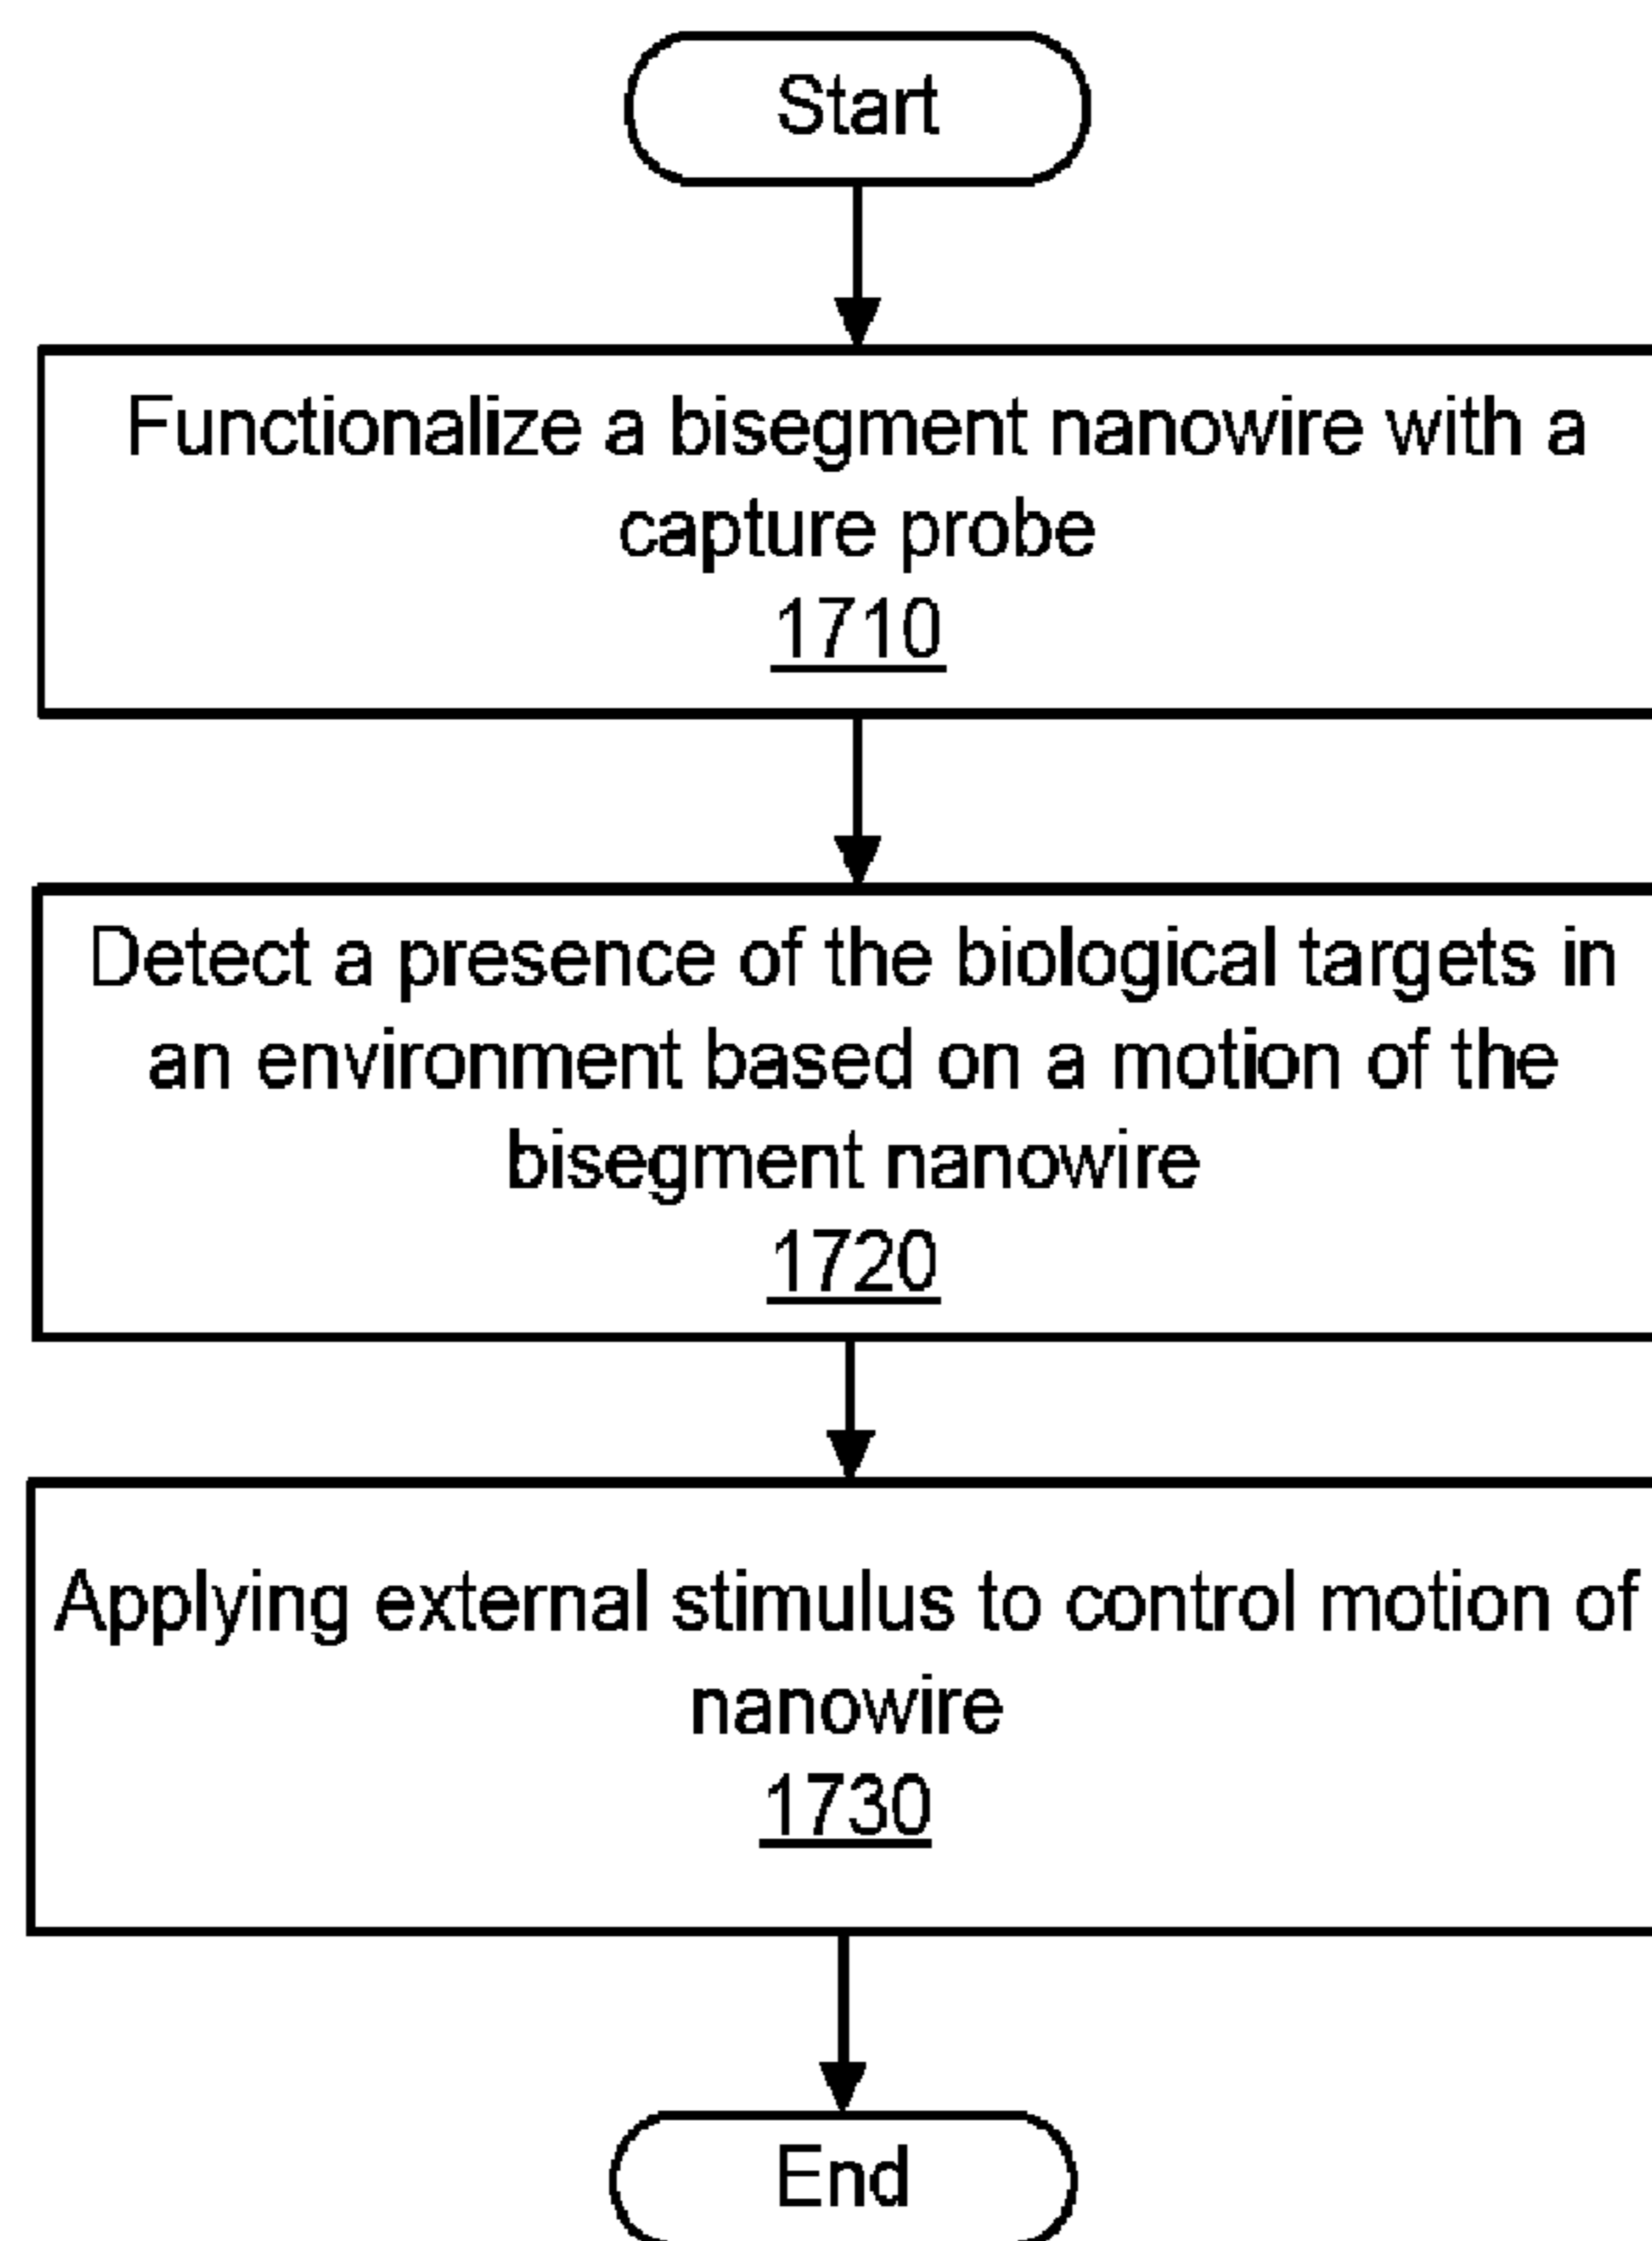 Start
Functionalize a bisegment nanowire with a
capture probe
1710
Detect a presence of the biological targets in
an environment based on a motion of the
bisegment nanowire
1720
Applying external stimulus to control motion of
nanowire
1730
End